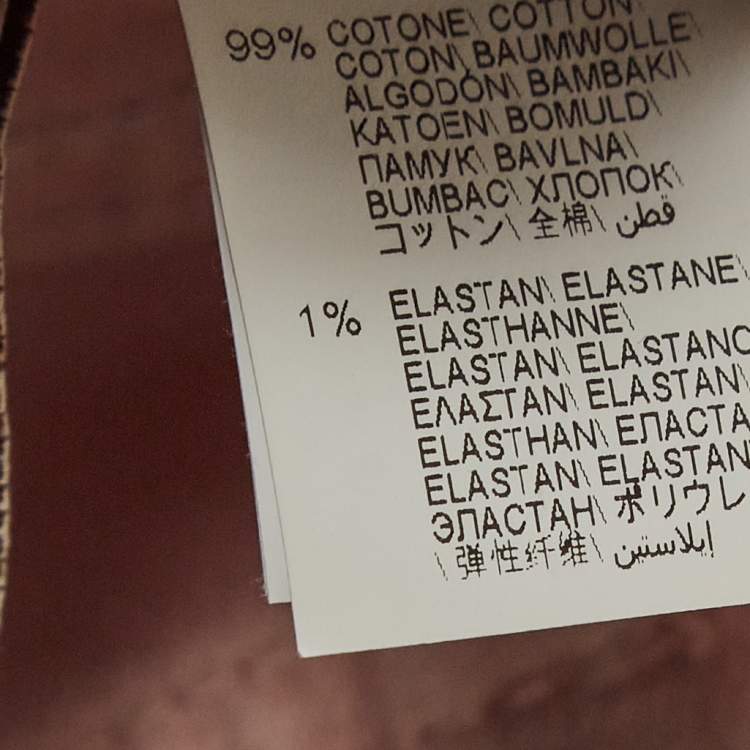 99% COTONE\ COTTON\
COTON\ BAUMWOLLE\
ALGODÓN\ BAMBAKI\
KATOEN\ BOMULD\
ПАМУК\ BAVLNA\
BUMBAC\ ХЛОПОК\
コットン\ 全棉\ قطن
1% ELASTAN\ ELASTANE\
ELASTHANNE\
ELASTAN\ ELASTANO
ΕΛΑΣΤΑΝ\ ELASTAN\
ELASTHAN\ ЕЛАСТА
ELASTAN\ ELASTAN
ЭЛАСТАН\ ポリウレ
\ 弹性纤维\ إيلاستين